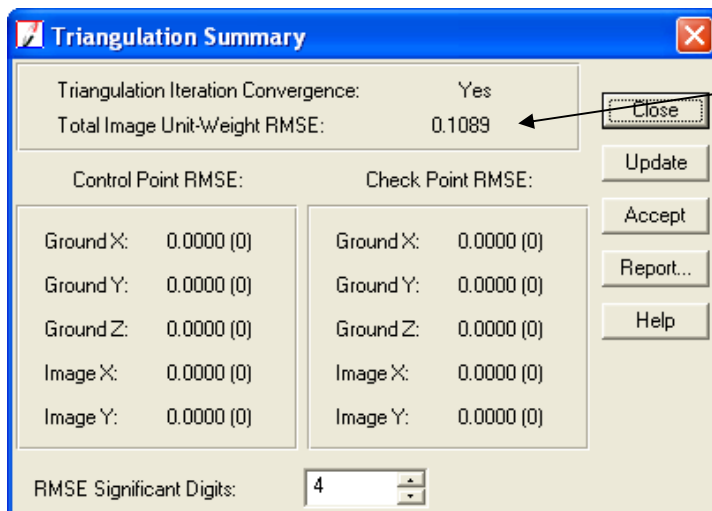 Triangulation Summary
Triangulation Iteration Convergence: Yes
Total Image Unit-Weight RMSE: 0.1089
Close
Update
Accept
Report...
Help
Control Point RMSE: Check Point RMSE:
Ground X: 0.0000 (0) Ground X: 0.0000 (0)
Ground Y: 0.0000 (0) Ground Y: 0.0000 (0)
Ground Z: 0.0000 (0) Ground Z: 0.0000 (0)
Image X: 0.0000 (0) Image X: 0.0000 (0)
Image Y: 0.0000 (0) Image Y: 0.0000 (0)
RMSE Significant Digits: 4